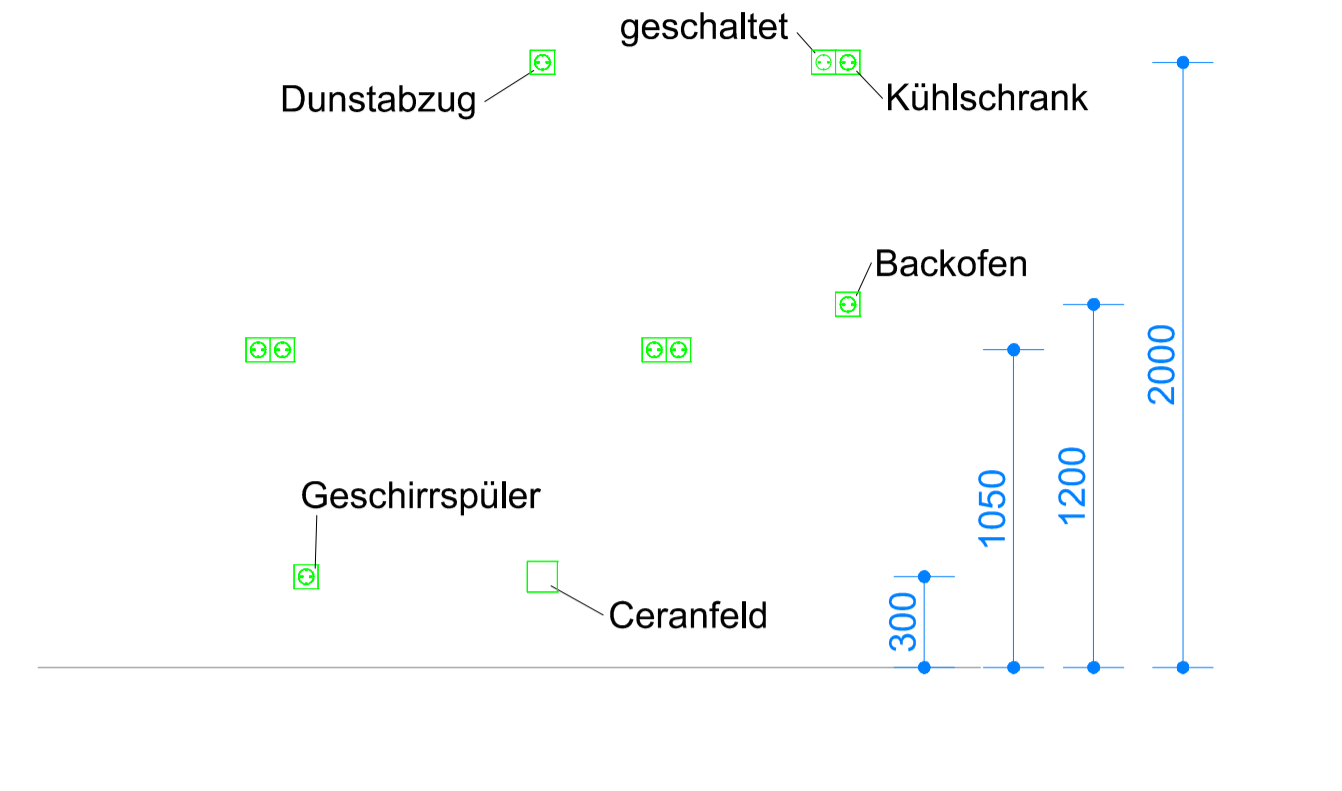 geschaltet
Dunstabzug
Kühlschrank
Backofen
2000
1200
1050
Geschirrspüler
300
Ceranfeld